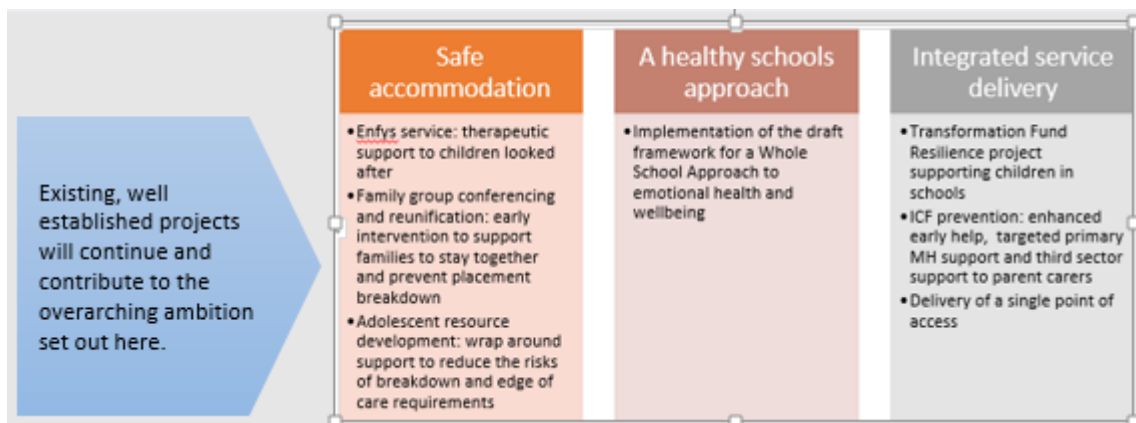 Existing, well
established projects
will continue and
contribute to the
overarching ambition
set out here.
Safe
accommodation
•Enfys service: therapeutic
support to children looked
after
•Family group conferencing
and reunification: early
intervention to support
families to stay together
and prevent placement
breakdown
•Adolescent resource
development: wrap around
support to reduce the risks
of breakdown and edge of
care requirements
A healthy schools
approach
•Implementation of the draft
framework for a Whole
School Approach to
emotional health and
wellbeing
Integrated service
delivery
•Transformation Fund
Resilience project
supporting children in
schools
•ICF prevention: enhanced
early help, targeted primary
MH support and third sector
support to parent carers
•Delivery of a single point of
access